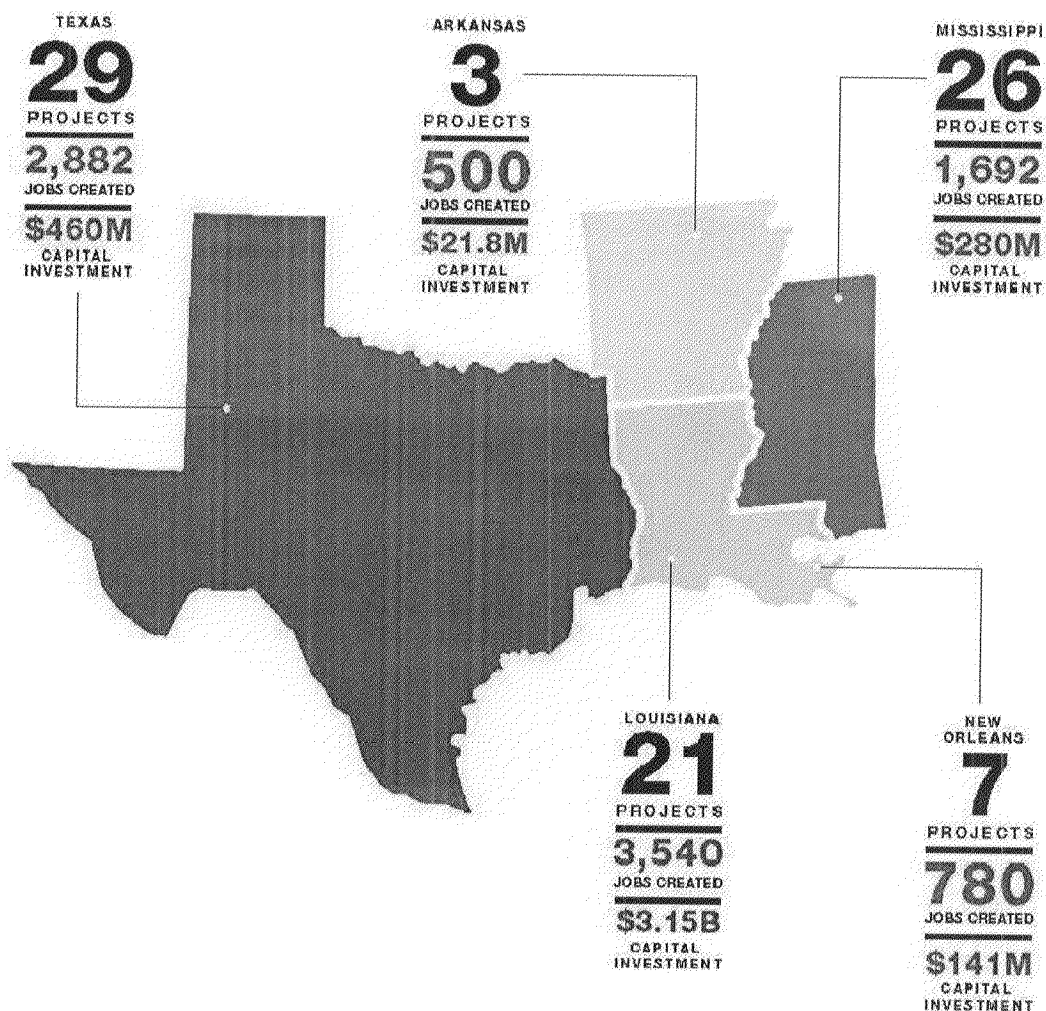 TEXAS
29
PROJECTS
2,882
JOBS CREATED
$460M
CAPITAL
INVESTMENT
ARKANSAS
3
PROJECTS
500
JOBS CREATED
$21.8M
CAPITAL
INVESTMENT
MISSISSIPPI
26
PROJECTS
1,692
JOBS CREATED
$280M
CAPITAL
INVESTMENT
LOUISIANA
21
PROJECTS
3,540
JOBS CREATED
$3.15B
CAPITAL
INVESTMENT
NEW
ORLEANS
7
PROJECTS
780
JOBS CREATED
$141M
CAPITAL
INVESTMENT